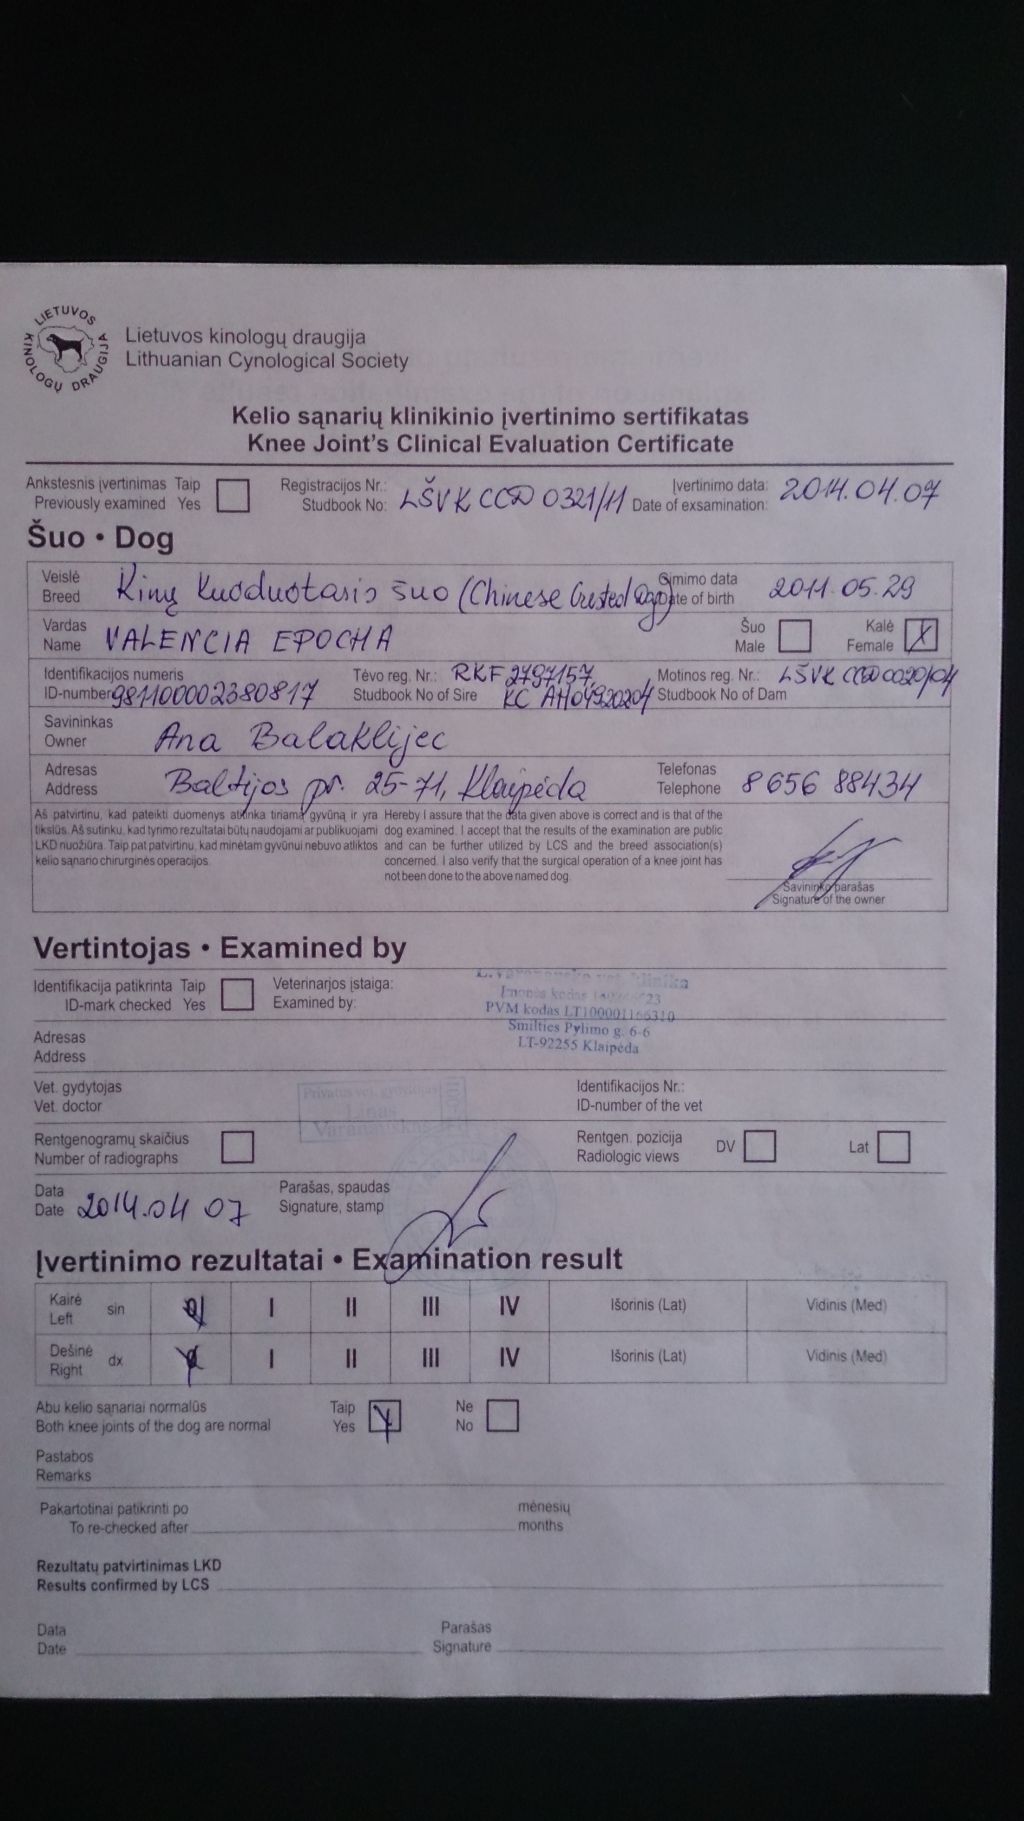 LIETUVOS KINOLOGŲ DRAUGIJA
Lietuvos kinologų draugija
Lithuanian Cynological Society
Kelio sąnarių klinikinio įvertinimo sertifikatas
Knee Joint's Clinical Evaluation Certificate
Ankstesnis įvertinimas Taip
Previously examined Yes
Registracijos Nr.:
Studbook No: LŠVK CCD 0321/11
Įvertinimo data:
Date of exsamination: 2014.04.07
Šuo • Dog
Veislė
Breed Kinų Kuoduotasis šuo (Chinese Crested Dog)
Gimimo data
Date of birth 2011.05.29
Vardas
Name VALENCIA EPOCHA
Šuo
Male
Kalė
Female X
Identifikacijos numeris
ID-number 981100002380817
Tėvo reg. Nr.: RKF 2797157
Studbook No of Sire KC AH04920204
Motinos reg. Nr.: LŠVK CCD 0020/04
Studbook No of Dam
Savininkas
Owner Ana Balaklijec
Adresas
Address Baltijos pr. 25-71, Klaipėda
Telefonas
Telephone 8 656 88434
Aš patvirtinu, kad pateikti duomenys atitinka tiriamą gyvūną ir yra
tikslūs. Aš sutinku, kad tyrimo rezultatai būtų naudojami ar publikuojami
LKD nuožiūra. Taip pat patvirtinu, kad minėtam gyvūnui nebuvo atliktos
kelio sąnario chirurginės operacijos.
Hereby I assure that the data given above is correct and is that of the
dog examined. I accept that the results of the examination are public
and can be further utilized by LCS and the breed association(s)
concerned. I also verify that the surgical operation of a knee joint has
not been done to the above named dog.
Savininko parašas
Signature of the owner
Vertintojas • Examined by
Identifikacija patikrinta Taip
ID-mark checked Yes
Veterinarjos įstaiga:
Examined by:
vet. klinika
Įmonės kodas
PVM kodas LT100001166310
Smilties Pylimo g. 6-6
LT-92255 Klaipėda
Adresas
Address
Vet. gydytojas
Vet. doctor
Privatus vet. gydytojas
Linas
Varanauskas
Identifikacijos Nr.:
ID-number of the vet
Rentgenogramų skaičius
Number of radiographs
Rentgen. pozicija
Radiologic views
DV
Lat
Data
Date 2014.04 07
Parašas, spaudas
Signature, stamp
Įvertinimo rezultatai • Examination result
Kairė
Left sin 0 I II III IV Išorinis (Lat) Vidinis (Med)
Dešinė
Right dx 0 I II III IV Išorinis (Lat) Vidinis (Med)
Abu kelio sąnariai normalūs
Both knee joints of the dog are normal
Taip
Yes
Ne
No
Pastabos
Remarks
Pakartotinai patikrinti po mėnesių
To re-checked after months
Rezultatų patvirtinimas LKD
Results confirmed by LCS
Data
Date
Parašas
Signature